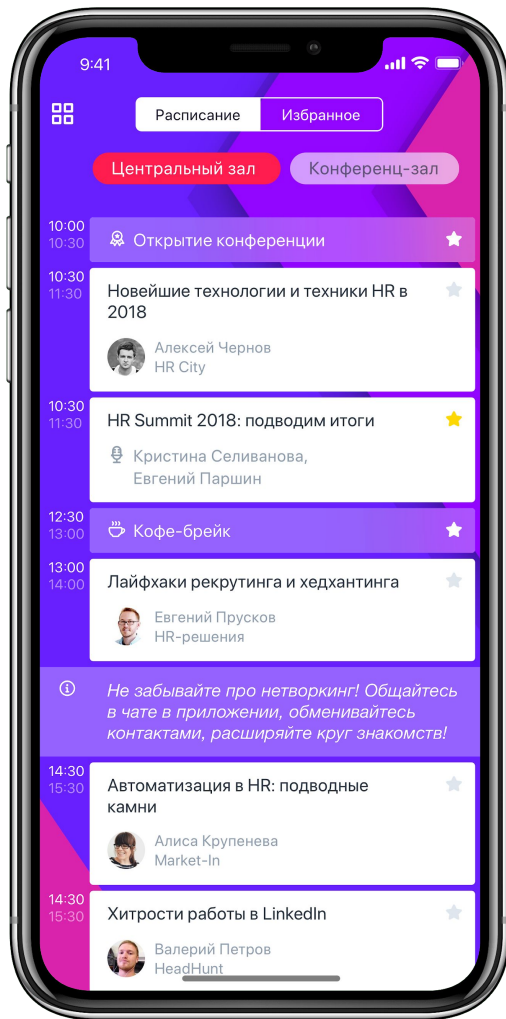 9:41
Расписание
Избранное
Центральный зал
Конференц-зал
10:00
10:30
Открытие конференции
10:30
11:30
Новейшие технологии и техники HR в
2018
Алексей Чернов
HR City
10:30
11:30
HR Summit 2018: подводим итоги
Кристина Селиванова,
Евгений Паршин
12:30
13:00
Кофе-брейк
13:00
14:00
Лайфхаки рекрутинга и хедхантинга
Евгений Прусков
HR-решения
Не забывайте про нетворкинг! Общайтесь
в чате в приложении, обменивайтесь
контактами, расширяйте круг знакомств!
14:30
15:30
Автоматизация в HR: подводные
камни
Алиса Крупенева
Market-In
14:30
15:30
Хитрости работы в LinkedIn
Валерий Петров
HeadHunt